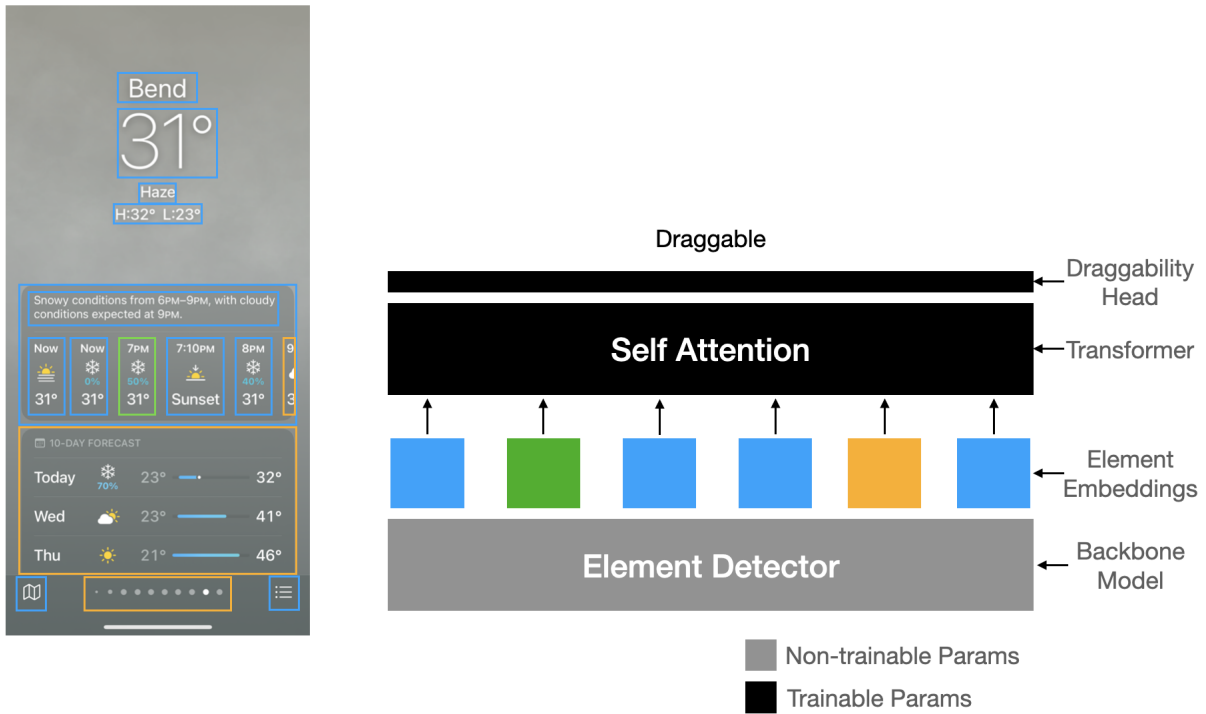 Bend
31°
Haze
H:32° L:23°
Snowy conditions from 6PM–9PM, with cloudy
conditions expected at 9PM.
Now Now 7PM 7:10PM 8PM 9
0% 50% 40%
31° 31° 31° Sunset 31° 3
10-DAY FORECAST
Today 70% 23° 32°
Wed 23° 41°
Thu 21° 46°
Draggable
Draggability
Head
Self Attention
Transformer
Element
Embeddings
Element Detector
Backbone
Model
Non-trainable Params
Trainable Params